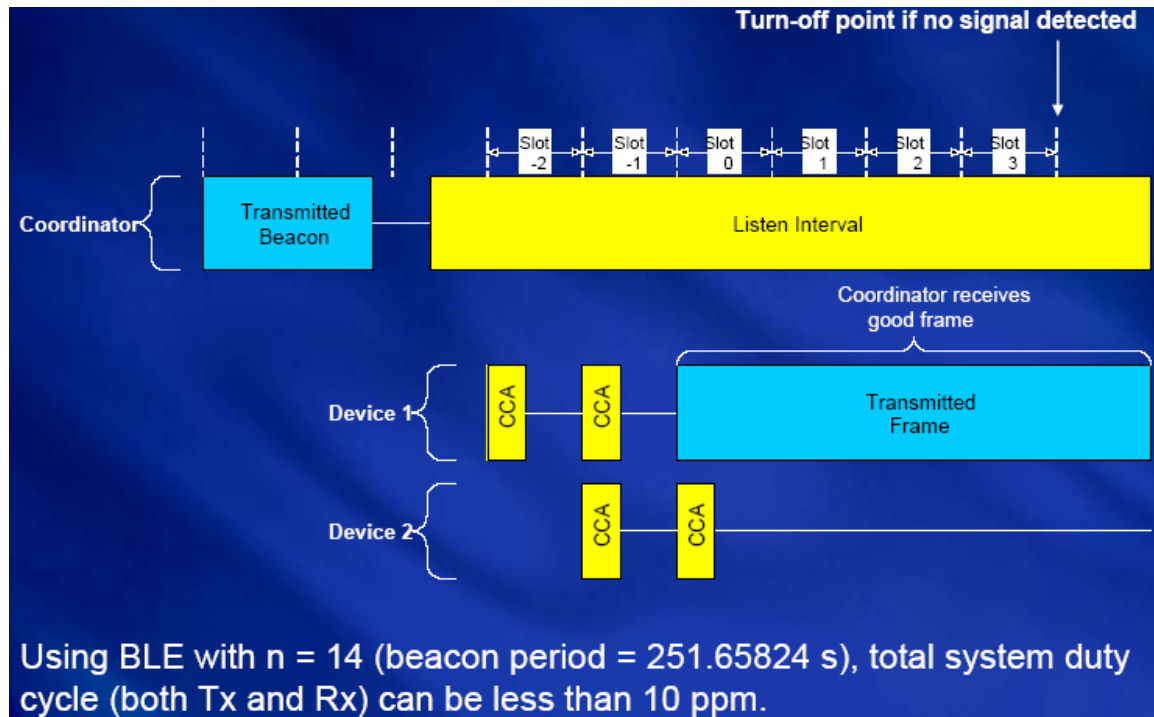 Turn-off point if no signal detected
Slot -2
Slot -1
Slot 0
Slot 1
Slot 2
Slot 3
Coordinator
Transmitted
Beacon
Listen Interval
Coordinator receives
good frame
Device 1
CCA
CCA
Transmitted
Frame
Device 2
CCA
CCA
Using BLE with n = 14 (beacon period = 251.65824 s), total system duty
cycle (both Tx and Rx) can be less than 10 ppm.